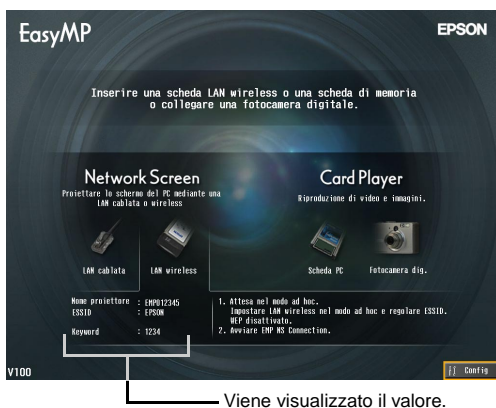 EasyMP
EPSON
Inserire una scheda LAN wireless o una scheda di memoria
o collegare una fotocamera digitale.
Network Screen
Proiettare lo schermo del PC mediante una
LAN cablata o wireless
LAN cablata
LAN wireless
Card Player
Riproduzione di video e immagini.
Scheda PC
Fotocamera dig.
Nome proiettore : EMP012345
ESSID : EPSON
Keyword : 1234
1. Attesa nel modo ad hoc.
Impostare LAN wireless nel modo ad hoc e regolare ESSID.
WEP disattivato.
2. Avviare EMP NS Connection.
V100
Config
Viene visualizzato il valore.